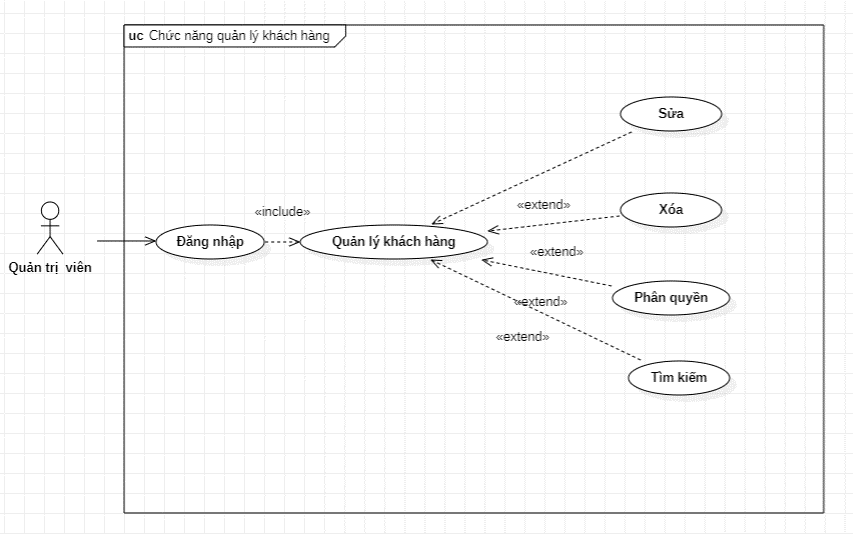 uc Chức năng quản lý khách hàng
Sửa
«include»
«extend»
Xóa
Quản trị viên
Đăng nhập
Quản lý khách hàng
«extend»
Phân quyền
«extend»
«extend»
Tìm kiếm